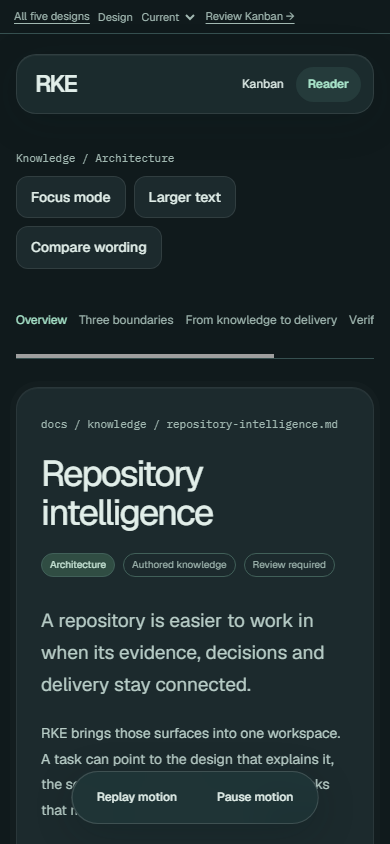 All five designs Design Current Review Kanban →
RKE Kanban Reader
Knowledge / Architecture
Focus mode Larger text
Compare wording
Overview Three boundaries From knowledge to delivery Verif
docs / knowledge / repository-intelligence.md
Repository
intelligence
Architecture Authored knowledge Review required
A repository is easier to work in
when its evidence, decisions and
delivery stay connected.
RKE brings those surfaces into one workspace.
A task can point to the design that explains it,
the
that
Replay motion Pause motion